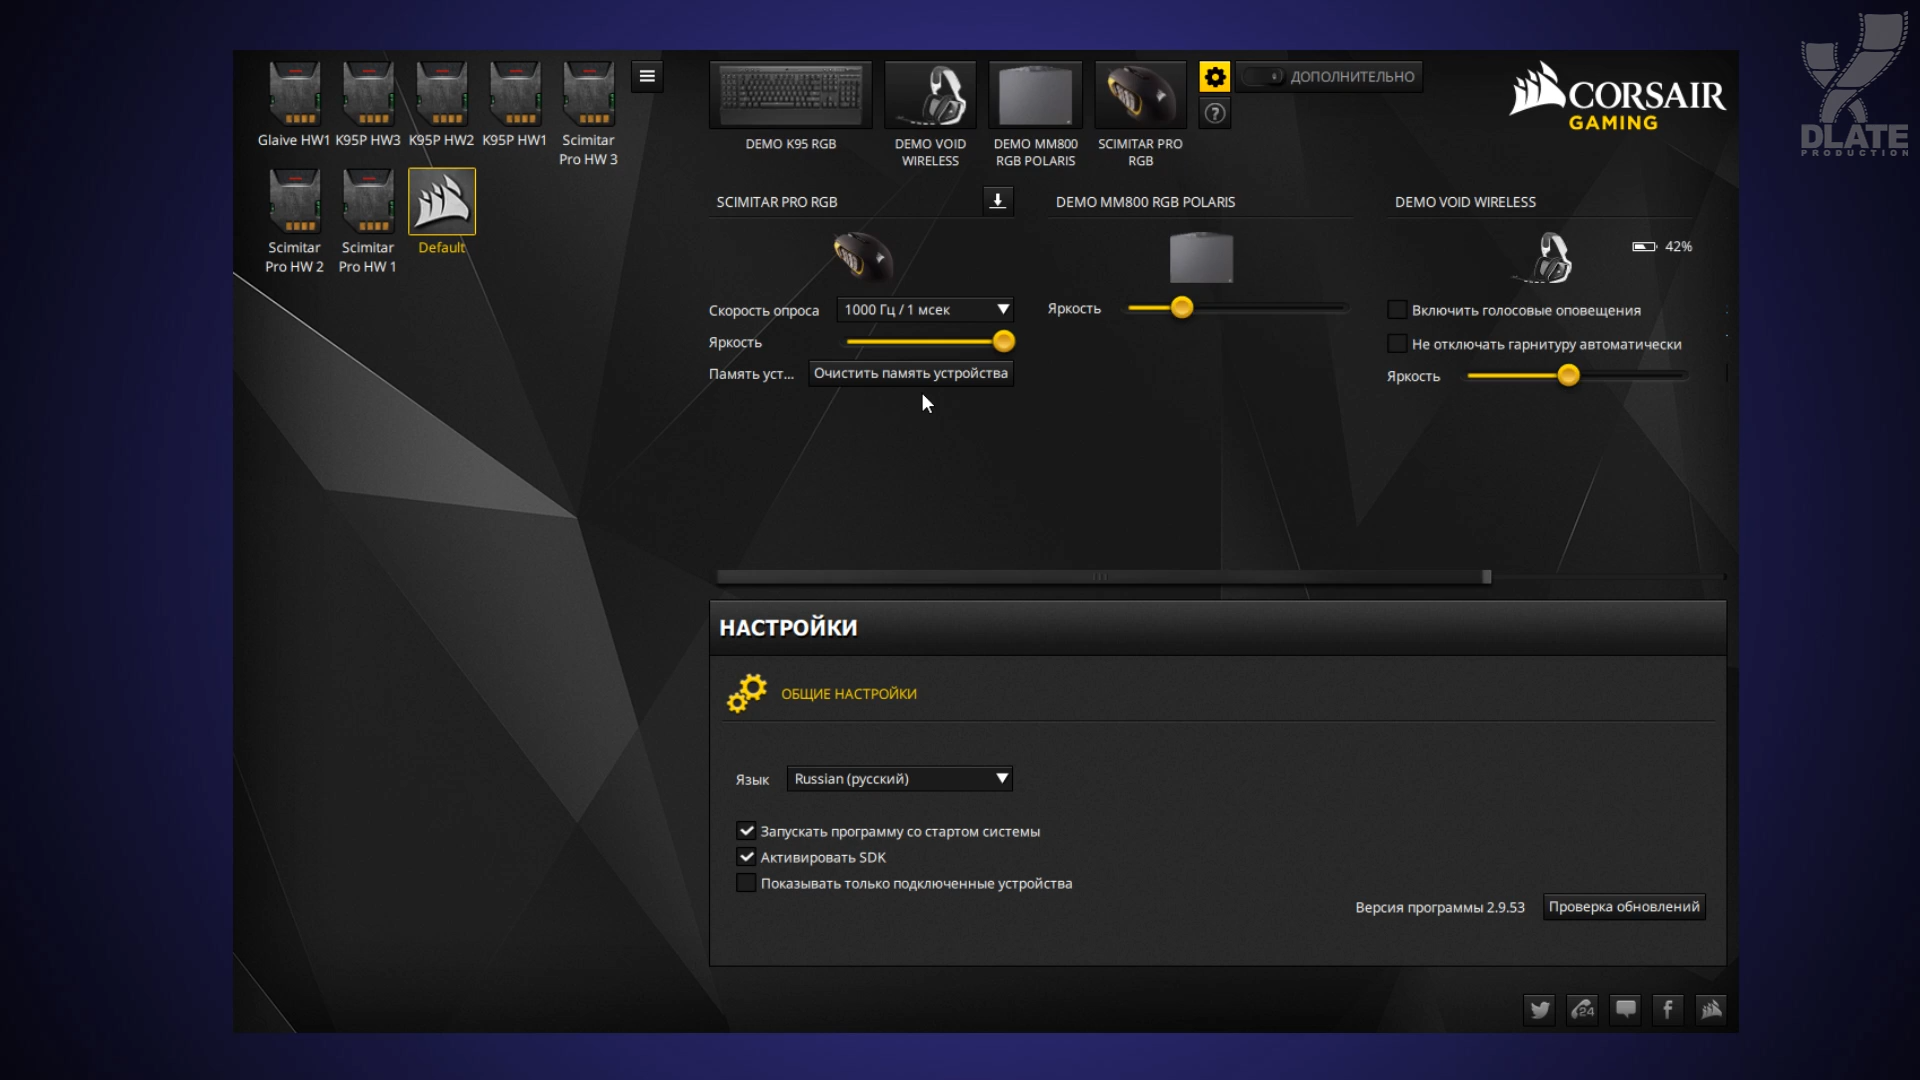 Glaive HW1
K95P HW3
K95P HW2
K95P HW1
Scimitar
Pro HW 3
Scimitar
Pro HW 2
Scimitar
Pro HW 1
Default
DEMO K95 RGB
DEMO VOID
WIRELESS
DEMO MM800
RGB POLARIS
SCIMITAR PRO
RGB
?
ДОПОЛНИТЕЛЬНО
CORSAIR
GAMING
DLATE
PRODUCTION
SCIMITAR PRO RGB
Скорость опроса
1000 Гц / 1 мсек
Яркость
Память уст...
Очистить память устройства
DEMO MM800 RGB POLARIS
Яркость
DEMO VOID WIRELESS
42%
Включить голосовые оповещения
Не отключать гарнитуру автоматически
Яркость
НАСТРОЙКИ
ОБЩИЕ НАСТРОЙКИ
Язык
Russian (русский)
Запускать программу со стартом системы
Активировать SDK
Показывать только подключенные устройства
Версия программы 2.9.53
Проверка обновлений
24